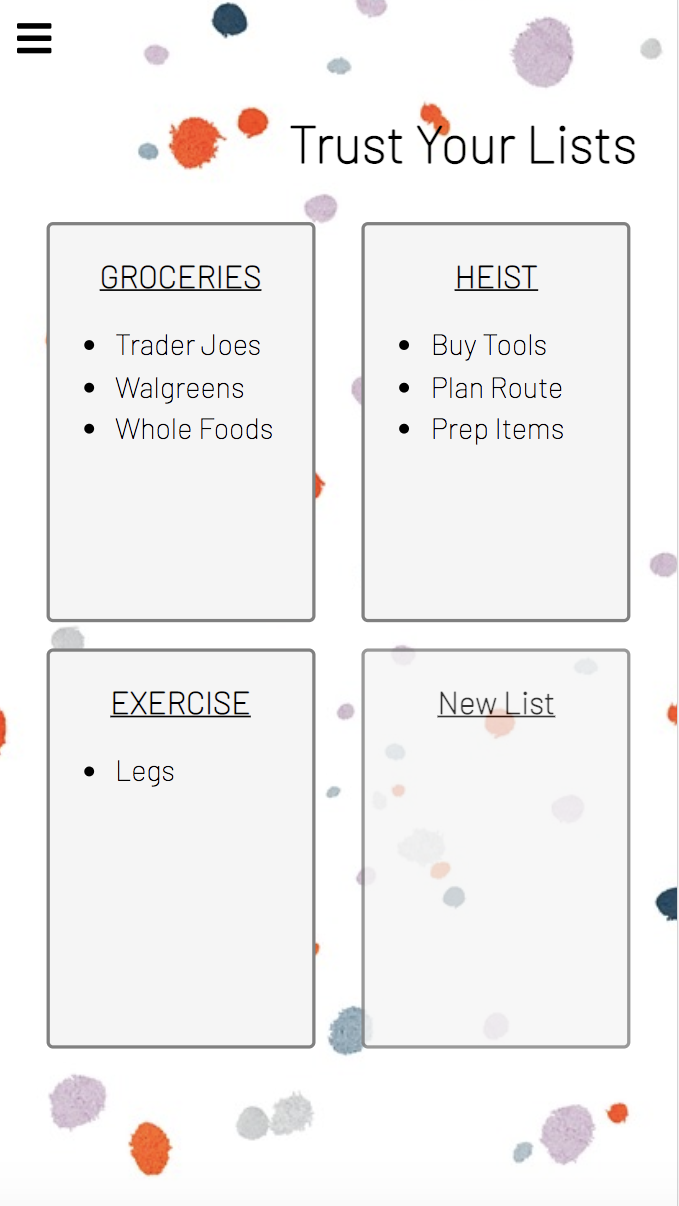 Trust Your Lists
GROCERIES
Trader Joes
Walgreens
Whole Foods
HEIST
Buy Tools
Plan Route
Prep Items
EXERCISE
Legs
New List